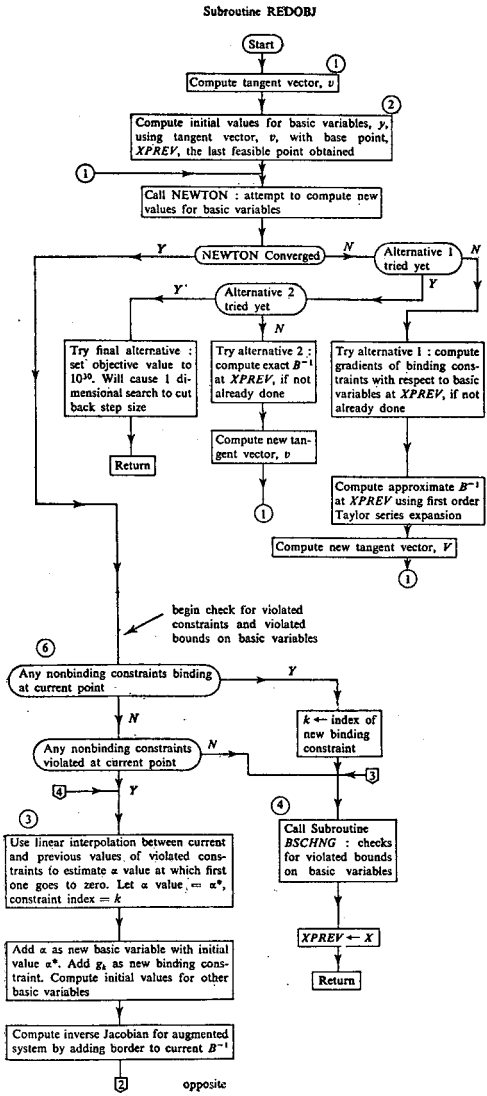 Subroutine REDOBJ
Start
1
Compute tangent vector, v
2
Compute initial values for basic variables, y,
using tangent vector, v, with base point,
XPREV, the last feasible point obtained
1
Call NEWTON : attempt to compute new
values for basic variables
Y
NEWTON Converged
N
Alternative 1
tried yet
N
Y
Alternative 2
tried yet
Y
N
Try final alternative :
set objective value to
10³⁰. Will cause 1 di-
mensional search to cut
back step size
Return
Try alternative 2 :
compute exact B⁻¹
at XPREV, if not
already done
Compute new tan-
gent vector, v
1
Try alternative 1 : compute
gradients of binding cons-
traints with respect to basic
variables at XPREV, if not
already done
Compute approximate B⁻¹
at XPREV using first order
Taylor series expansion
Compute new tangent vector, V
1
begin check for violated
constraints and violated
bounds on basic variables
6
Any nonbinding constraints binding
at current point
Y
N
k ← index of
new binding
constraint
Any nonbinding constraints
violated at current point
N
3
4
Y
3
Use linear interpolation between current
and previous values of violated cons-
traints to estimate α value at which first
one goes to zero. Let α value = α*,
constraint index = k
4
Call Subroutine
BSCHNG : checks
for violated bounds
on basic variables
XPREV ← X
Return
Add α as new basic variable with initial
value α*. Add gₖ as new binding cons-
traint. Compute initial values for other
basic variables
Compute inverse Jacobian for augmented
system by adding border to current B⁻¹
2
opposite